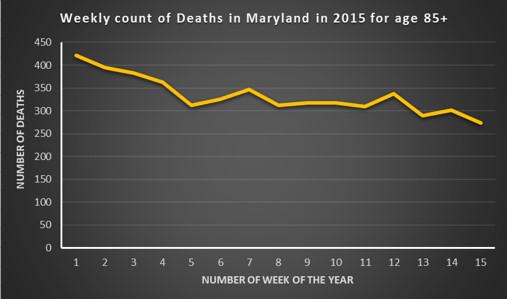 Weekly count of Deaths in Maryland in 2015 for age 85+
450
400
350
300
250
200
150
100
50
0
NUMBER OF DEATHS
1 2 3 4 5 6 7 8 9 10 11 12 13 14 15
NUMBER OF WEEK OF THE YEAR